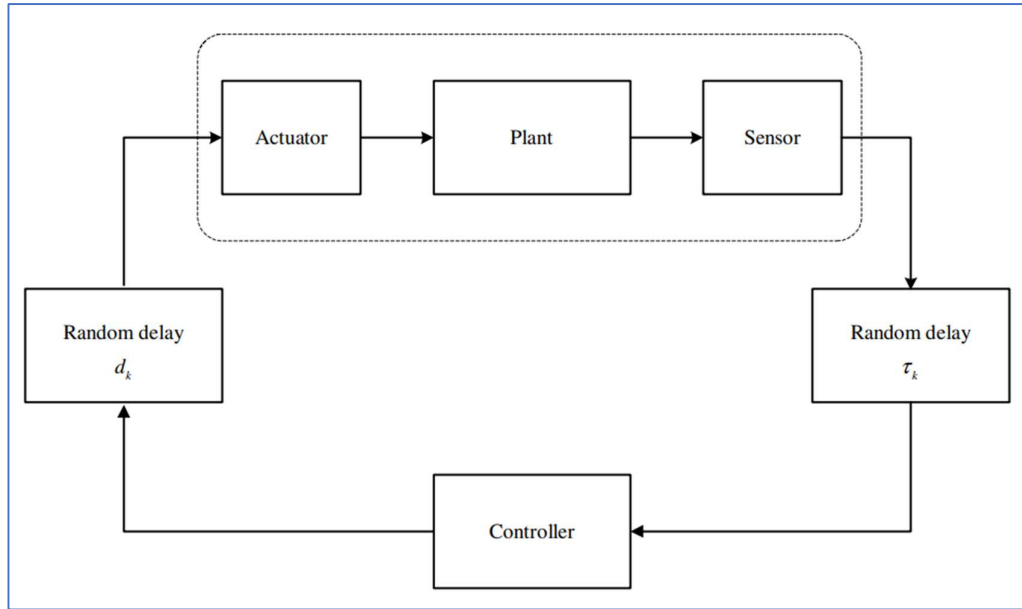 Actuator
Plant
Sensor
Random delay
d_k
Random delay
τ_k
Controller